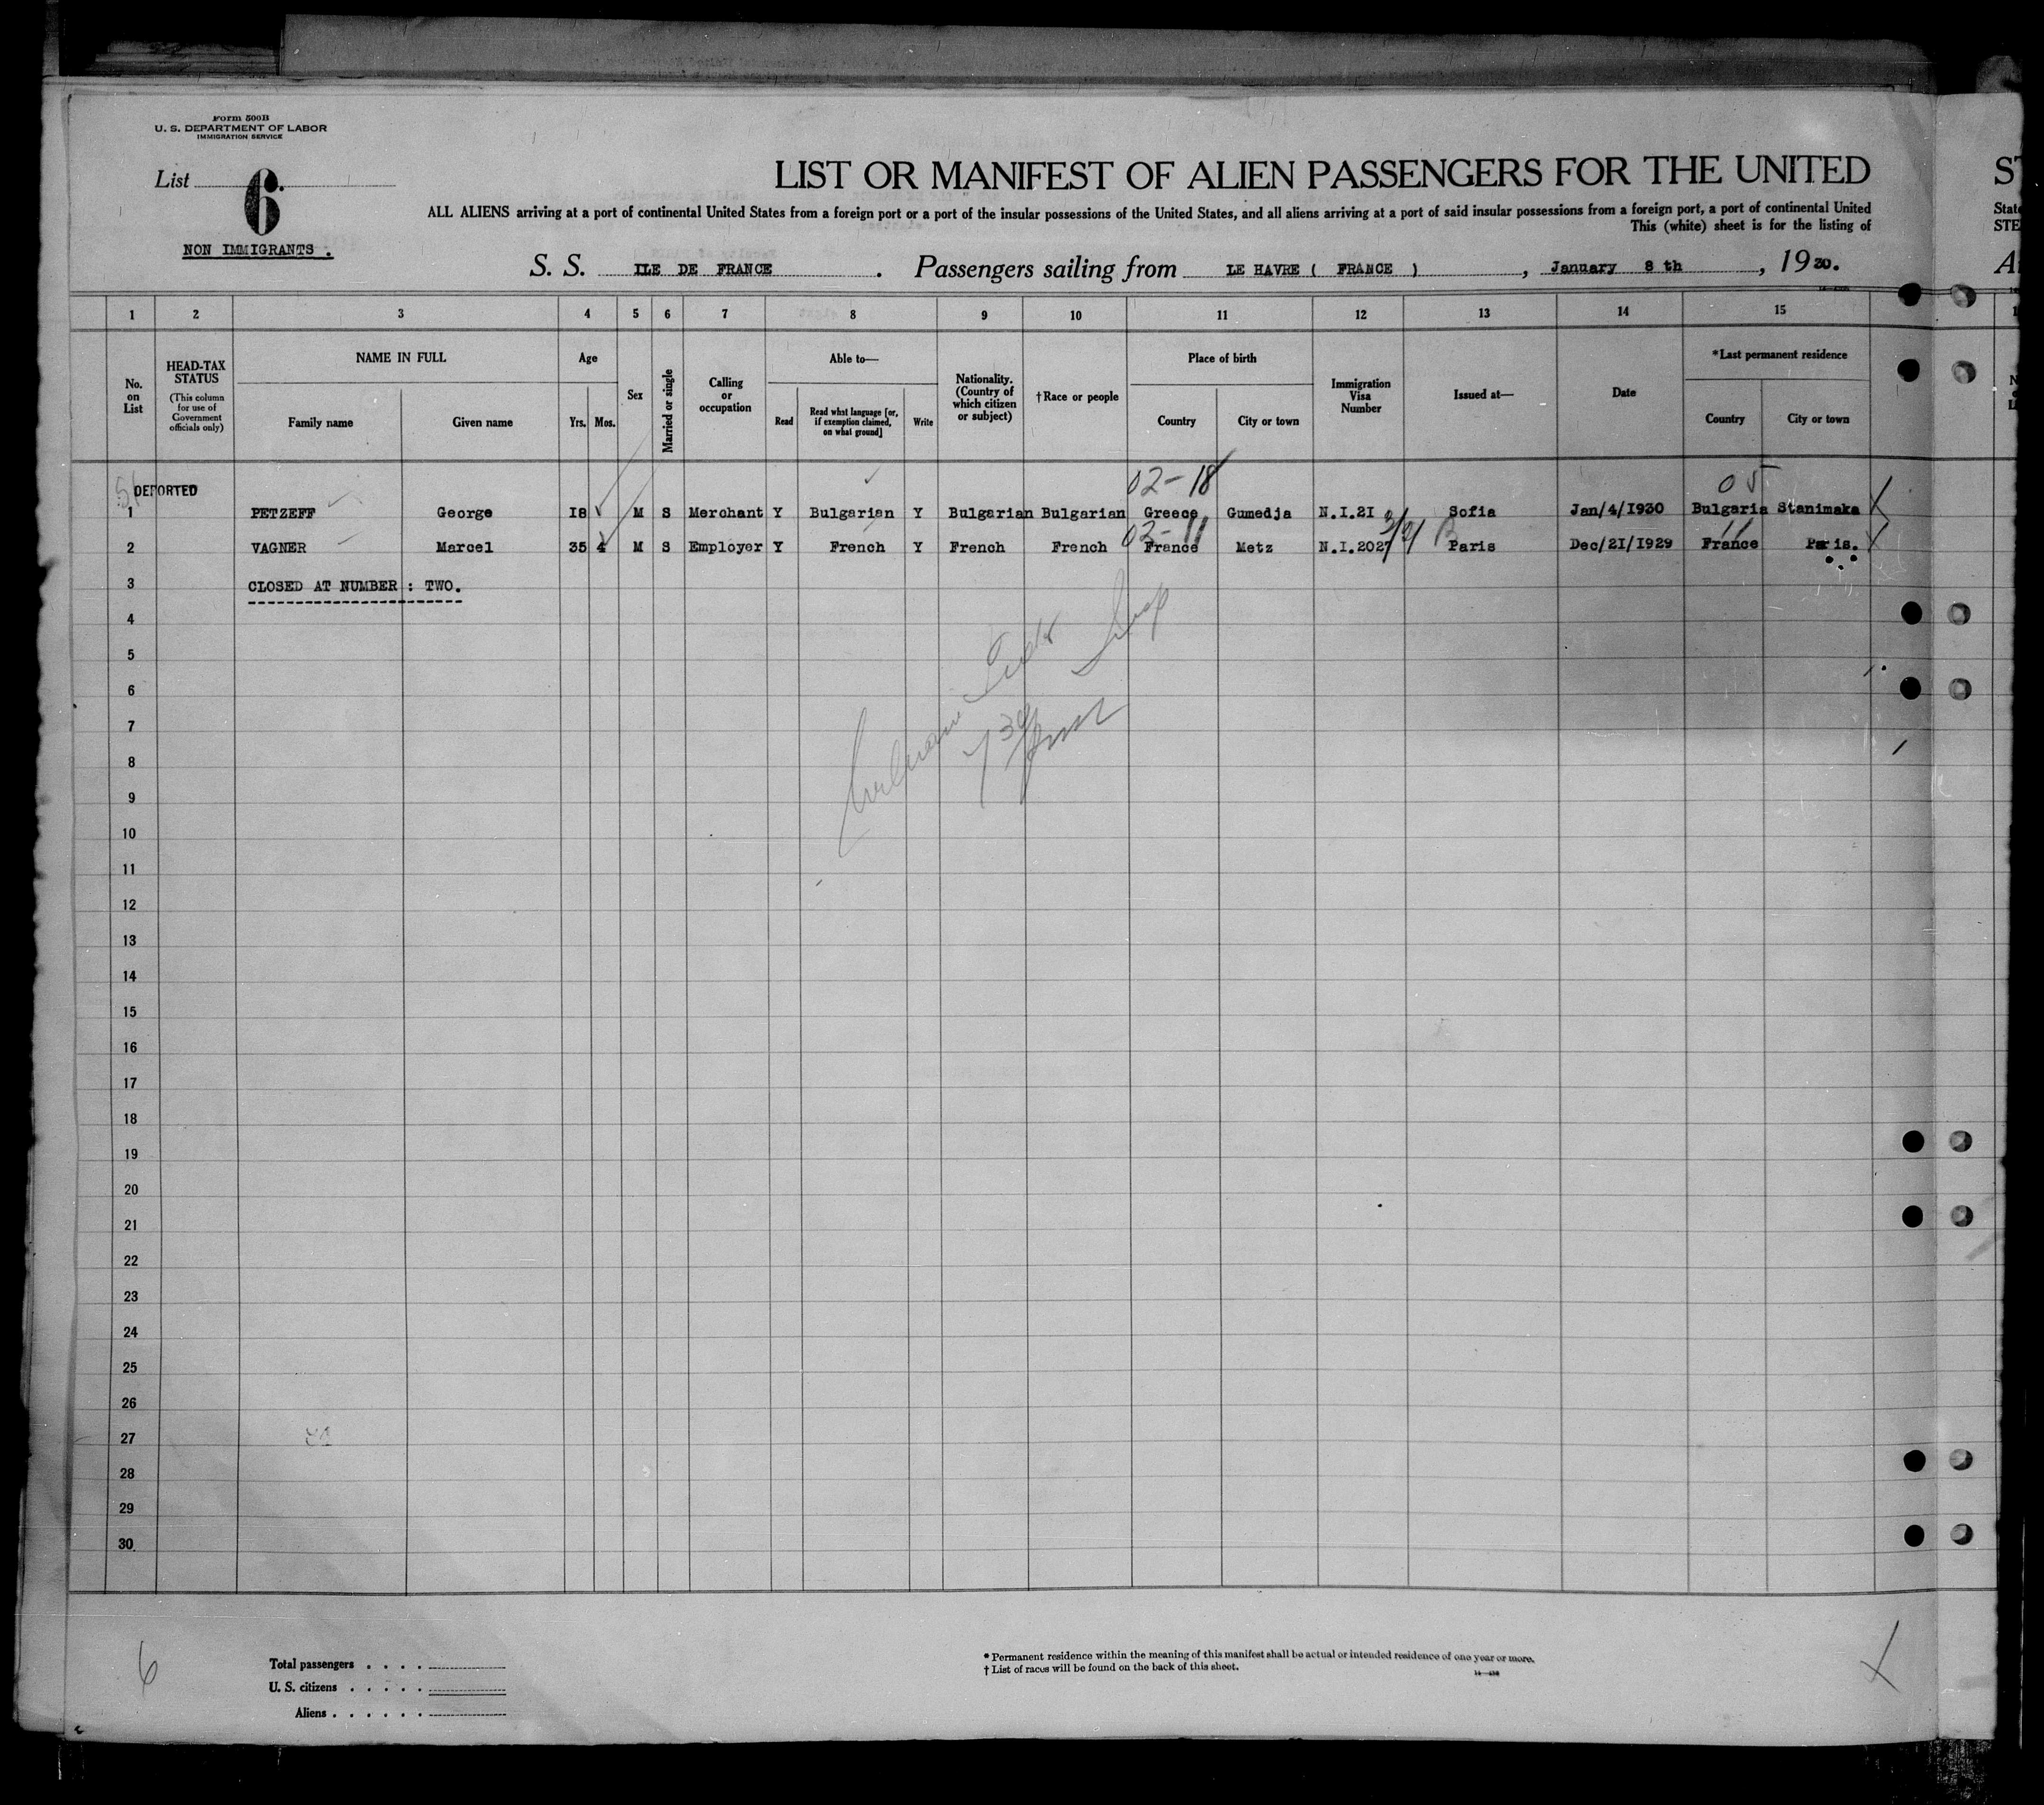 Form 500B
U. S. DEPARTMENT OF LABOR
IMMIGRATION SERVICE
List 6.
NON IMMIGRANTS .
LIST OR MANIFEST OF ALIEN PASSENGERS FOR THE UNITED
ST
ALL ALIENS arriving at a port of continental United States from a foreign port or a port of the insular possessions of the United States, and all aliens arriving at a port of said insular possessions from a foreign port, a port of continental United
State
This (white) sheet is for the listing of
STE
S. S. ILE DE FRANCE . Passengers sailing from LE HAVRE ( FRANCE ) , January 8 th , 1930.
1 2 3 4 5 6 7 8 9 10 11 12 13 14 15
No. on List
HEAD-TAX STATUS
(This column for use of Government officials only)
NAME IN FULL
Family name Given name
Age
Yrs. Mos.
Sex
Married or single
Calling or occupation
Able to—
Read Read what language [or, if exemption claimed, on what ground] Write
Nationality. (Country of which citizen or subject)
†Race or people
Place of birth
Country City or town
Immigration Visa Number
Issued at—
Date
*Last permanent residence
Country City or town
DEPORTED
02-18
05
1 PETZEFF George 18 M S Merchant Y Bulgarian Y Bulgarian Bulgarian Greece Gumedja N.I.21 Sofia Jan/4/1930 Bulgaria Stanimaka
02-11
11
2 VAGNER Marcel 35 4 M S Employer Y French Y French French France Metz N.I.202 Paris Dec/21/1929 France Paris.
3 CLOSED AT NUMBER : TWO.
4
5
6
7
8
9
10
11
12
13
14
15
16
17
18
19
20
21
22
23
24
25
26
27
28
29
30
6
Total passengers . . . .
U. S. citizens . . . . .
Aliens . . . . . .
* Permanent residence within the meaning of this manifest shall be actual or intended residence of one year or more.
† List of races will be found on the back of this sheet.